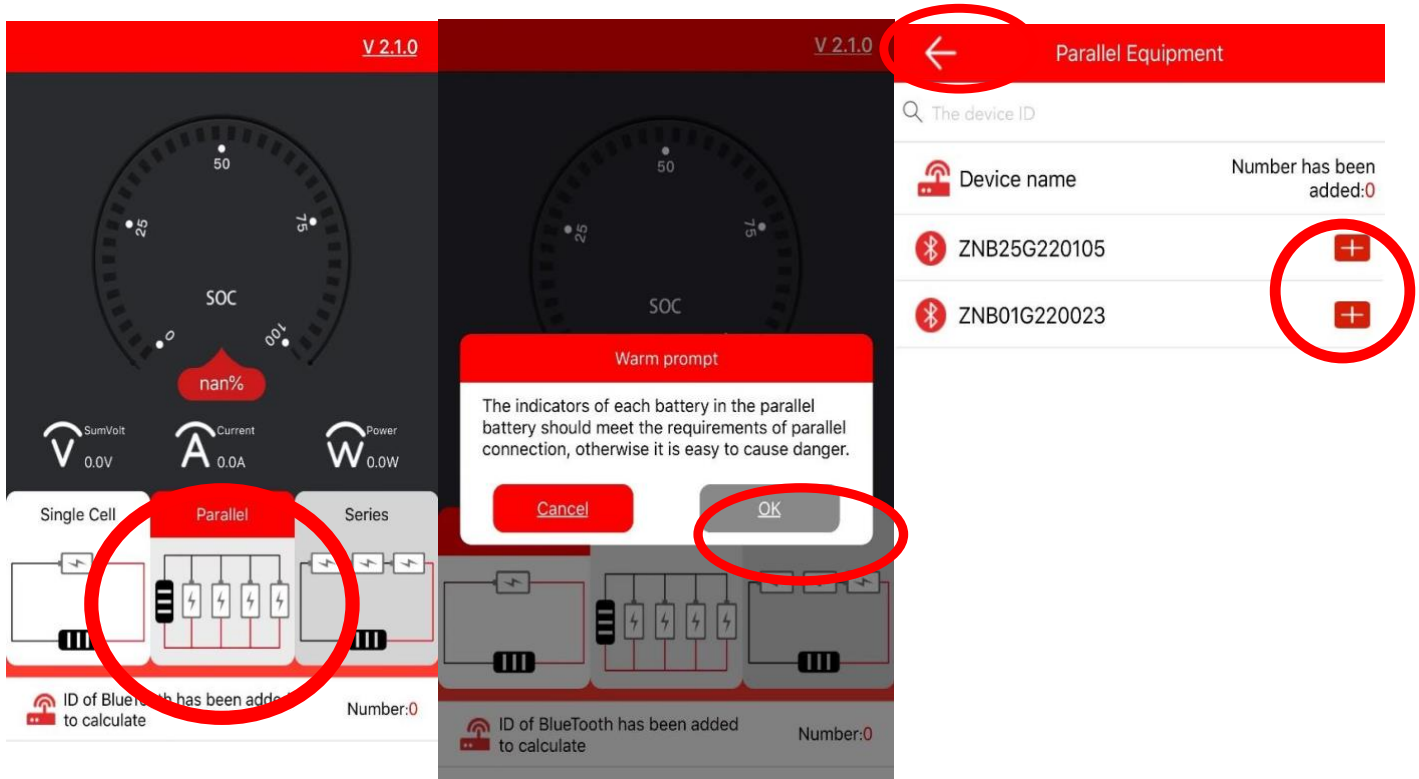 V 2.1.0
50
25
75
SOC
0
100
nan%
SumVolt
0.0V
Current
0.0A
Power
0.0W
Single Cell
Parallel
Series
ID of BlueTooth has been added
to calculate
Number:0
V 2.1.0
50
25
75
SOC
Warm prompt
The indicators of each battery in the parallel
battery should meet the requirements of parallel
connection, otherwise it is easy to cause danger.
Cancel
OK
ID of BlueTooth has been added
to calculate
Number:0
Parallel Equipment
The device ID
Device name
Number has been
added:0
ZNB25G220105
ZNB01G220023